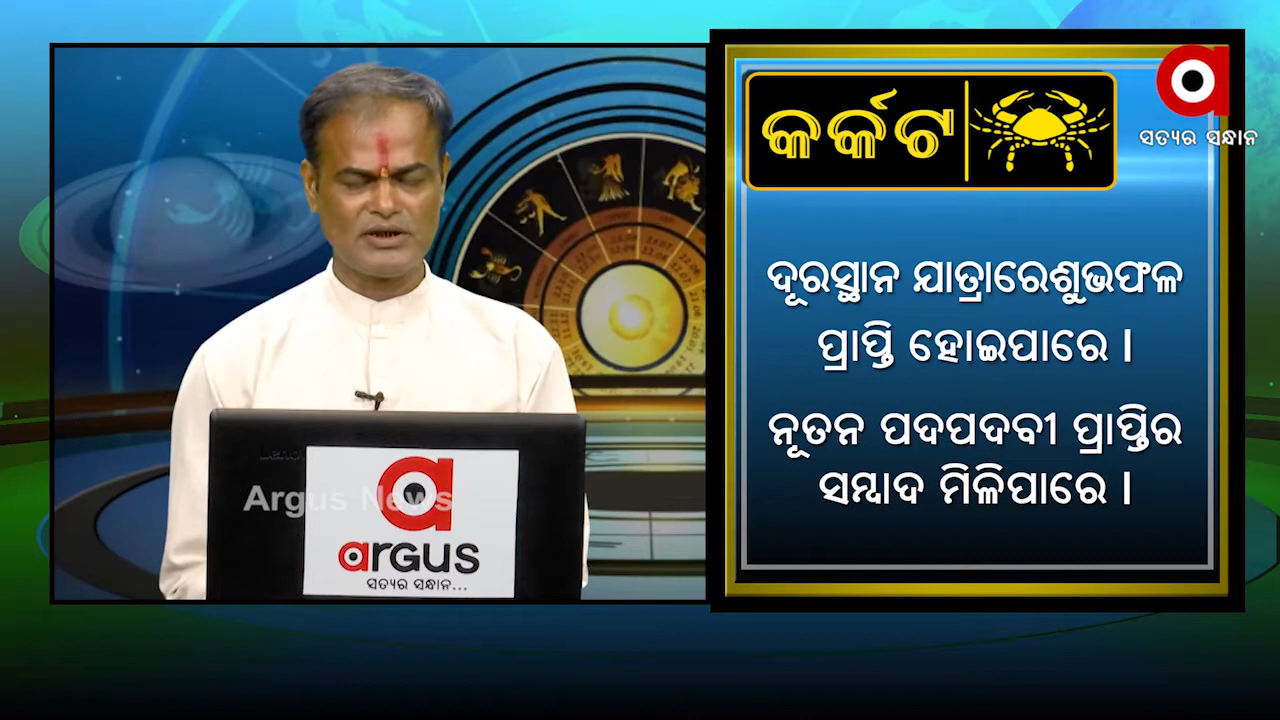 କର୍କଟ
ସତ୍ୟର ସନ୍ଧାନ
ଦୂରସ୍ଥାନ ଯାତ୍ରାରେଶୁଭଫଳ
ପ୍ରାପ୍ତି ହୋଇପାରେ ।
ନୂତନ ପଦପଦବୀ ପ୍ରାପ୍ତିର
ସମ୍ବାଦ ମିଳିପାରେ ।
Argus News
argus
ସତ୍ୟର ସନ୍ଧାନ...